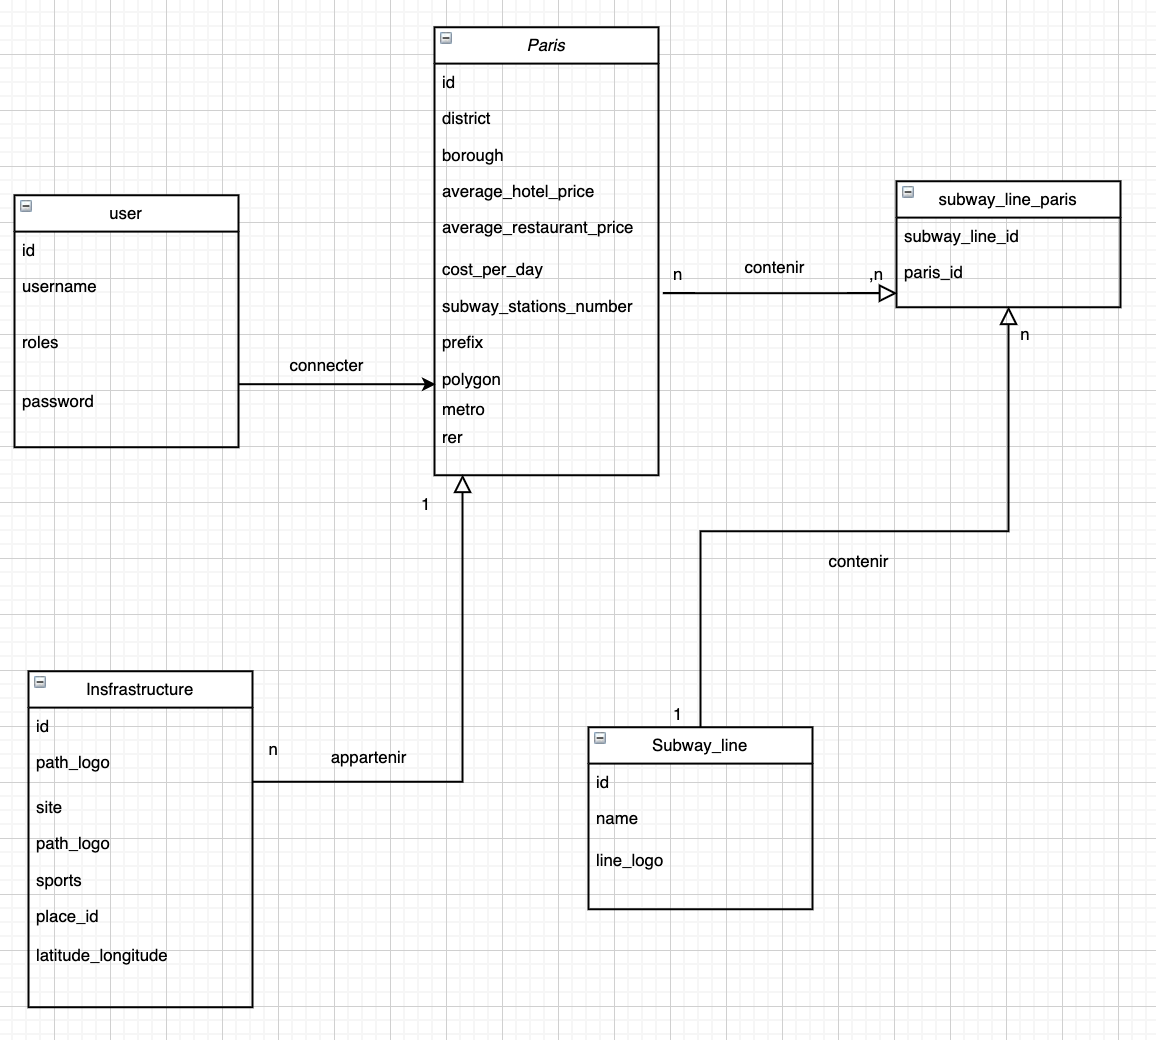 Paris
id
district
borough
average_hotel_price
average_restaurant_price
cost_per_day
subway_stations_number
prefix
polygon
metro
rer
user
id
username
roles
password
connecter
n
contenir
,n
subway_line_paris
subway_line_id
paris_id
n
contenir
1
1
Insfrastructure
id
path_logo
site
path_logo
sports
place_id
latitude_longitude
n
appartenir
Subway_line
id
name
line_logo